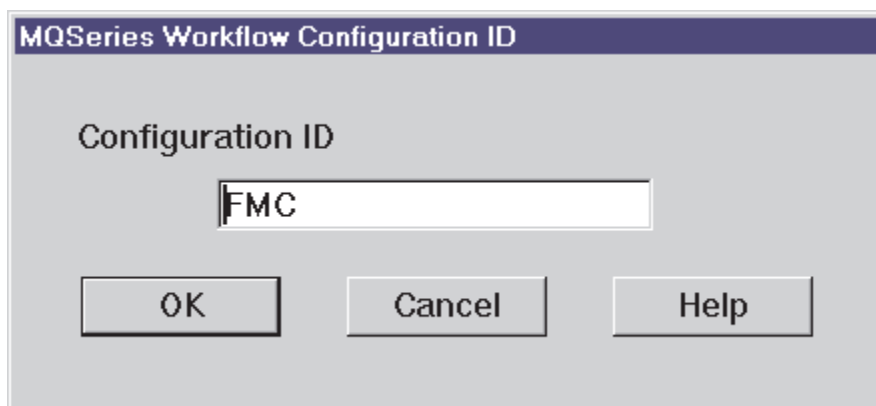 MQSeries Workflow Configuration ID
Configuration ID
FMC
OK Cancel Help